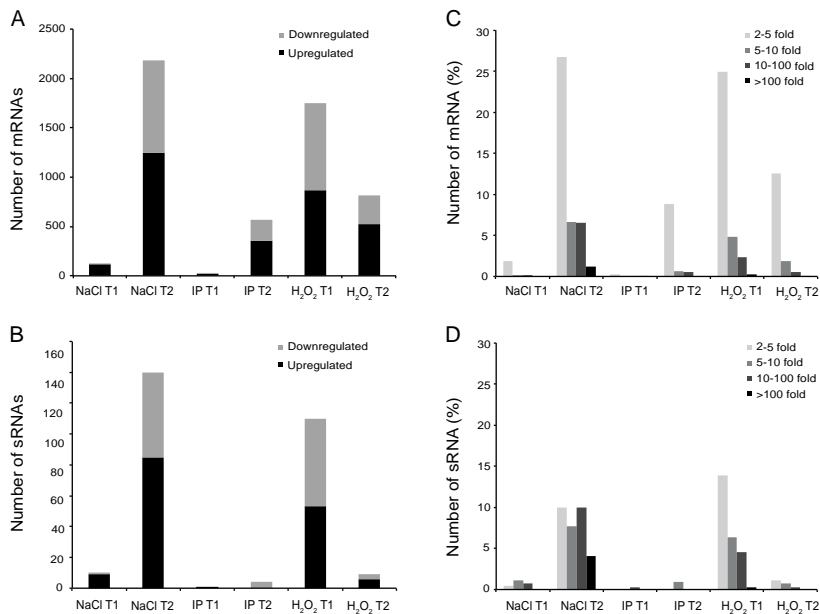 A
Number of mRNAs
2500
2000
1500
1000
500
0
Downregulated
Upregulated
NaCl T1 NaCl T2 IP T1 IP T2 H₂O₂ T1 H₂O₂ T2
C
Number of mRNA (%)
30
25
20
15
10
5
0
2-5 fold
5-10 fold
10-100 fold
>100 fold
NaCl T1 NaCl T2 IP T1 IP T2 H₂O₂ T1 H₂O₂ T2
B
Number of sRNAs
160
140
120
100
80
60
40
20
0
Downregulated
Upregulated
NaCl T1 NaCl T2 IP T1 IP T2 H₂O₂ T1 H₂O₂ T2
D
Number of sRNA (%)
30
25
20
15
10
5
0
2-5 fold
5-10 fold
10-100 fold
>100 fold
NaCl T1 NaCl T2 IP T1 IP T2 H₂O₂ T1 H₂O₂ T2